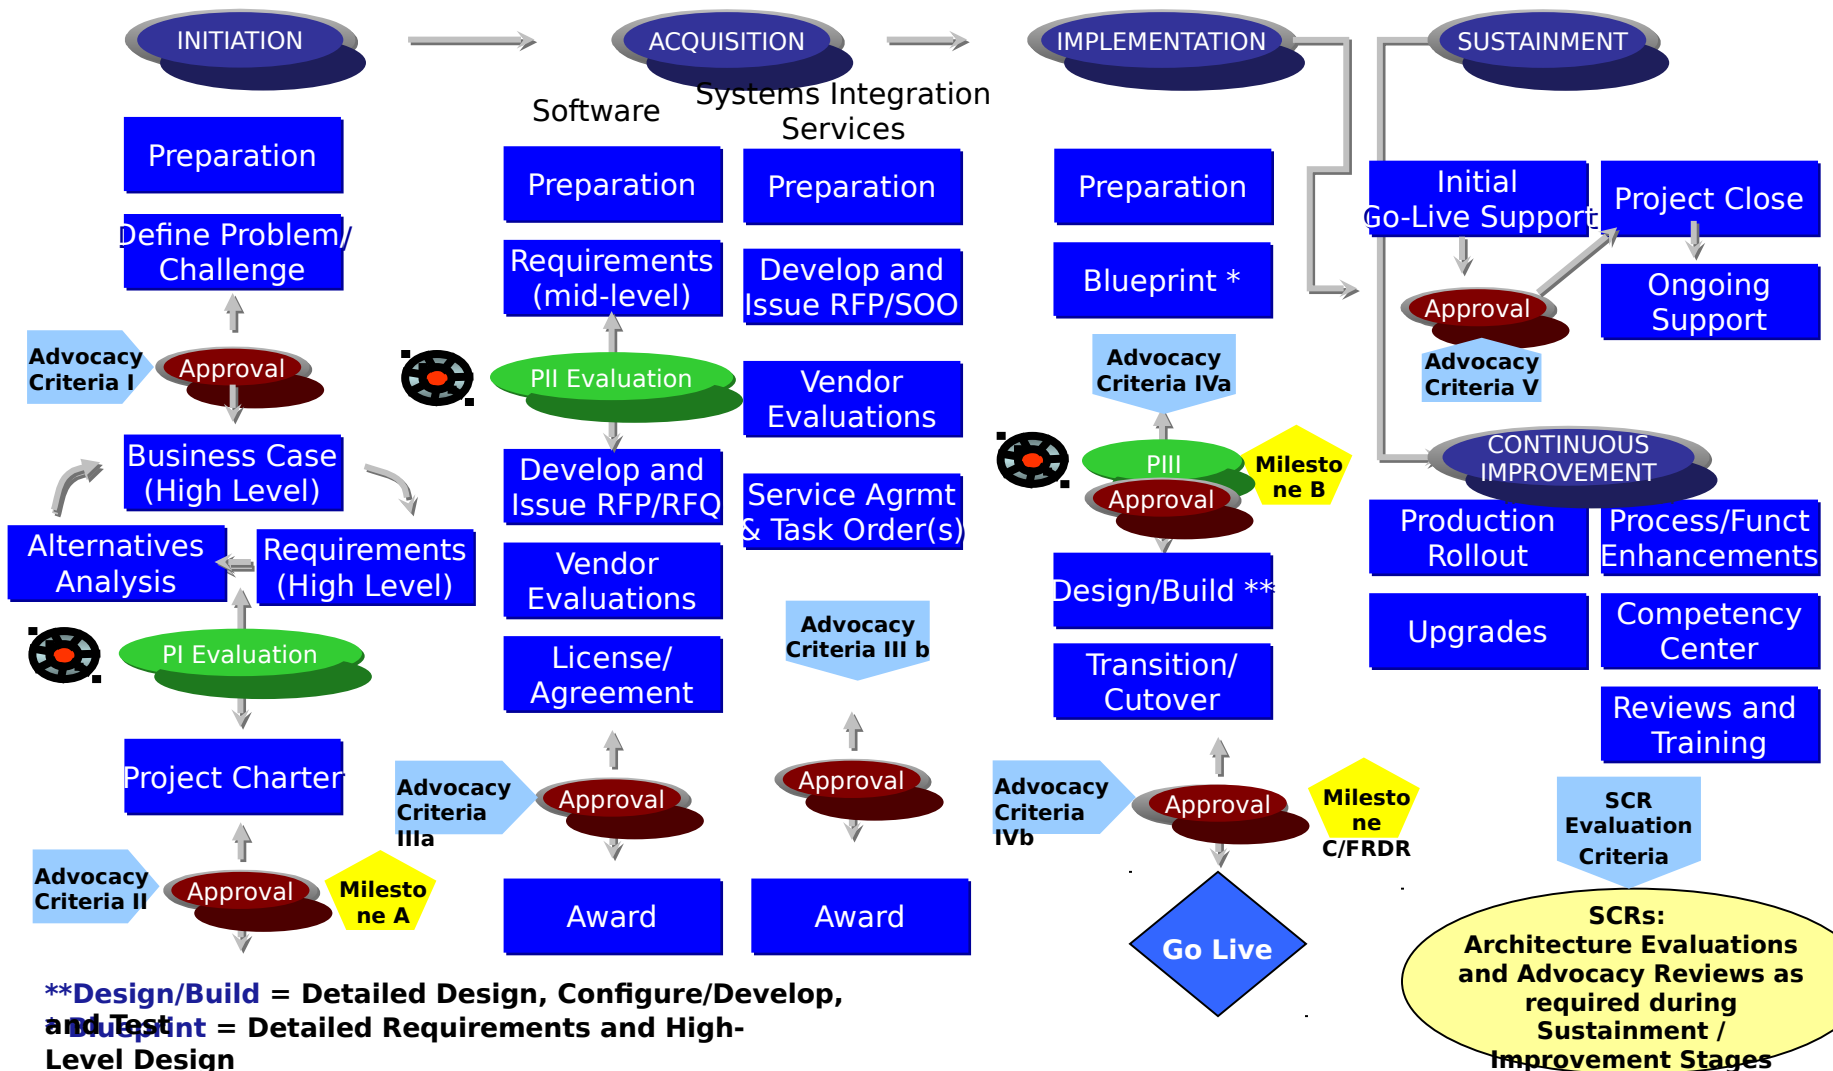 INITIATION
ACQUISITION
IMPLEMENTATION
SUSTAINMENT
Software
Systems Integration
Services
Preparation
Define Problem/
Challenge
Advocacy
Criteria I
Approval
Business Case
(High Level)
Alternatives
Analysis
Requirements
(High Level)
PI Evaluation
Project Charter
Advocacy
Criteria II
Approval
Milesto
ne A
Preparation
Requirements
(mid-level)
PII Evaluation
Develop and
Issue RFP/RFQ
Vendor
Evaluations
License/
Agreement
Advocacy
Criteria
IIIa
Approval
Award
Preparation
Develop and
Issue RFP/SOO
Vendor
Evaluations
Service Agrmt
& Task Order(s)
Advocacy
Criteria III b
Approval
Award
Preparation
Blueprint *
Advocacy
Criteria IVa
PIII
Approval
Milesto
ne B
Design/Build **
Transition/
Cutover
Advocacy
Criteria
IVb
Approval
Milesto
ne
C/FRDR
Go Live
Initial
Go-Live Support
Project Close
Approval
Advocacy
Criteria V
Ongoing
Support
CONTINUOUS
IMPROVEMENT
Production
Rollout
Process/Funct
Enhancements
Upgrades
Competency
Center
Reviews and
Training
SCR
Evaluation
Criteria
SCRs:
Architecture Evaluations
and Advocacy Reviews as
required during
Sustainment /
Improvement Stages
**Design/Build = Detailed Design, Configure/Develop,
and Test
* Blueprint = Detailed Requirements and High-
Level Design